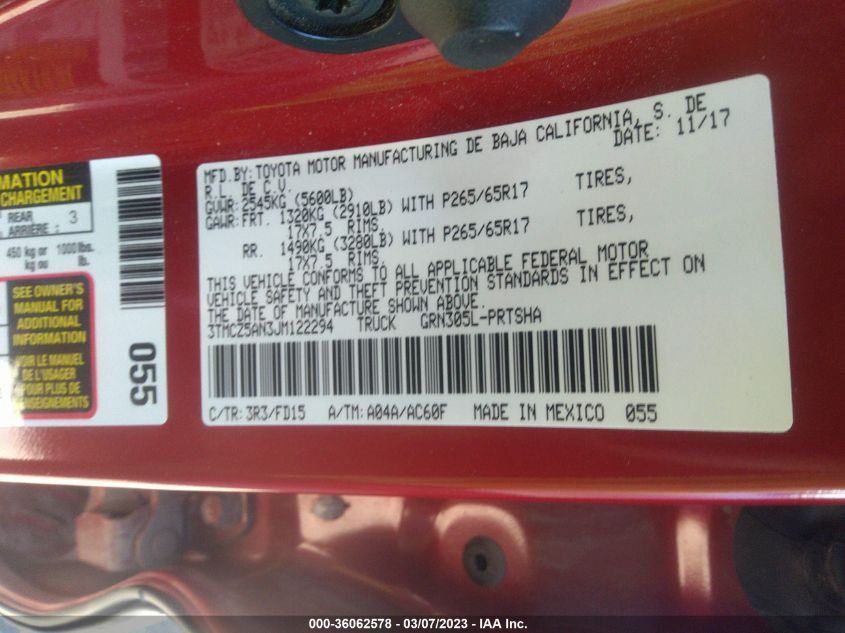 MATION
CHARGEMENT
REAR
ARRIÈRE : 3
450 kg or 1000 lbs.
kg ou lb.
SEE OWNER'S
MANUAL FOR
ADDITIONAL
INFORMATION
VOIR LE MANUEL
DE L'USAGER
POUR PLUS DE
ENSEIGNEMENTS
055
MFD.BY:TOYOTA MOTOR MANUFACTURING DE BAJA CALIFORNIA, S. DE
R.L. DE C.V. DATE: 11/17
GVWR:2545KG (5600LB)
GAWR:FRT. 1320KG (2910LB) WITH P265/65R17 TIRES,
17X7.5 RIMS,
RR. 1490KG (3280LB) WITH P265/65R17 TIRES,
17X7.5 RIMS,
THIS VEHICLE CONFORMS TO ALL APPLICABLE FEDERAL MOTOR
VEHICLE SAFETY AND THEFT PREVENTION STANDARDS IN EFFECT ON
THE DATE OF MANUFACTURE SHOWN ABOVE.
3TMCZ5AN3JM122294 TRUCK GRN305L-PRTSHA
C/TR:3R3/FD15 A/TM:A04A/AC60F MADE IN MEXICO 055
000-36062578 — 03/07/2023 — IAA Inc.